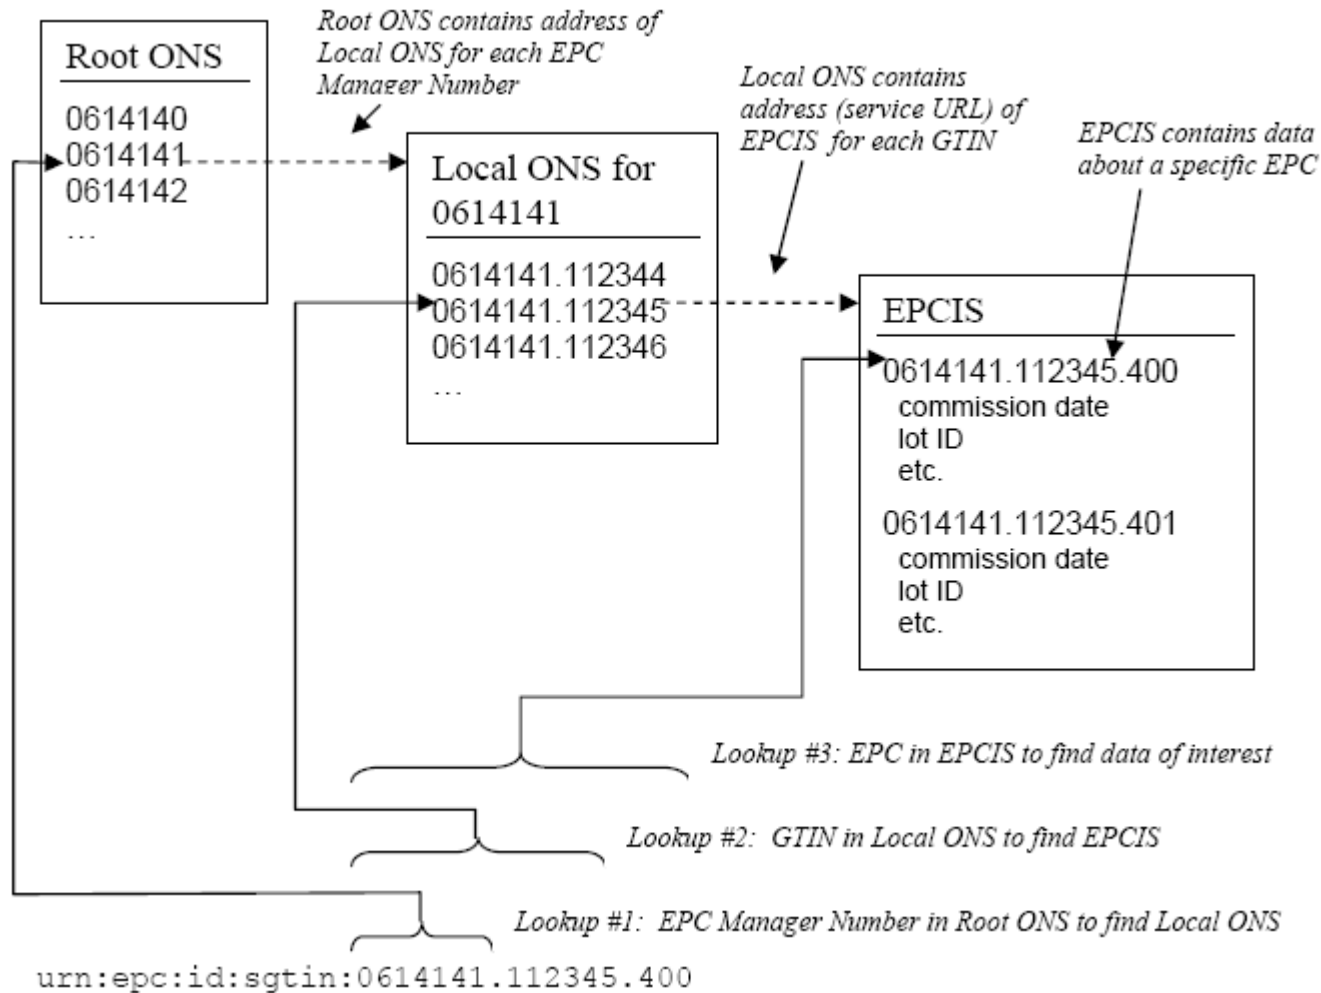 Root ONS
0614140
0614141
0614142
...
Root ONS contains address of
Local ONS for each EPC
Manager Number
Local ONS for
0614141
0614141.112344
0614141.112345
0614141.112346
...
Local ONS contains
address (service URL) of
EPCIS for each GTIN
EPCIS contains data
about a specific EPC
EPCIS
0614141.112345.400
commission date
lot ID
etc.
0614141.112345.401
commission date
lot ID
etc.
Lookup #3: EPC in EPCIS to find data of interest
Lookup #2: GTIN in Local ONS to find EPCIS
Lookup #1: EPC Manager Number in Root ONS to find Local ONS
urn:epc:id:sgtin:0614141.112345.400